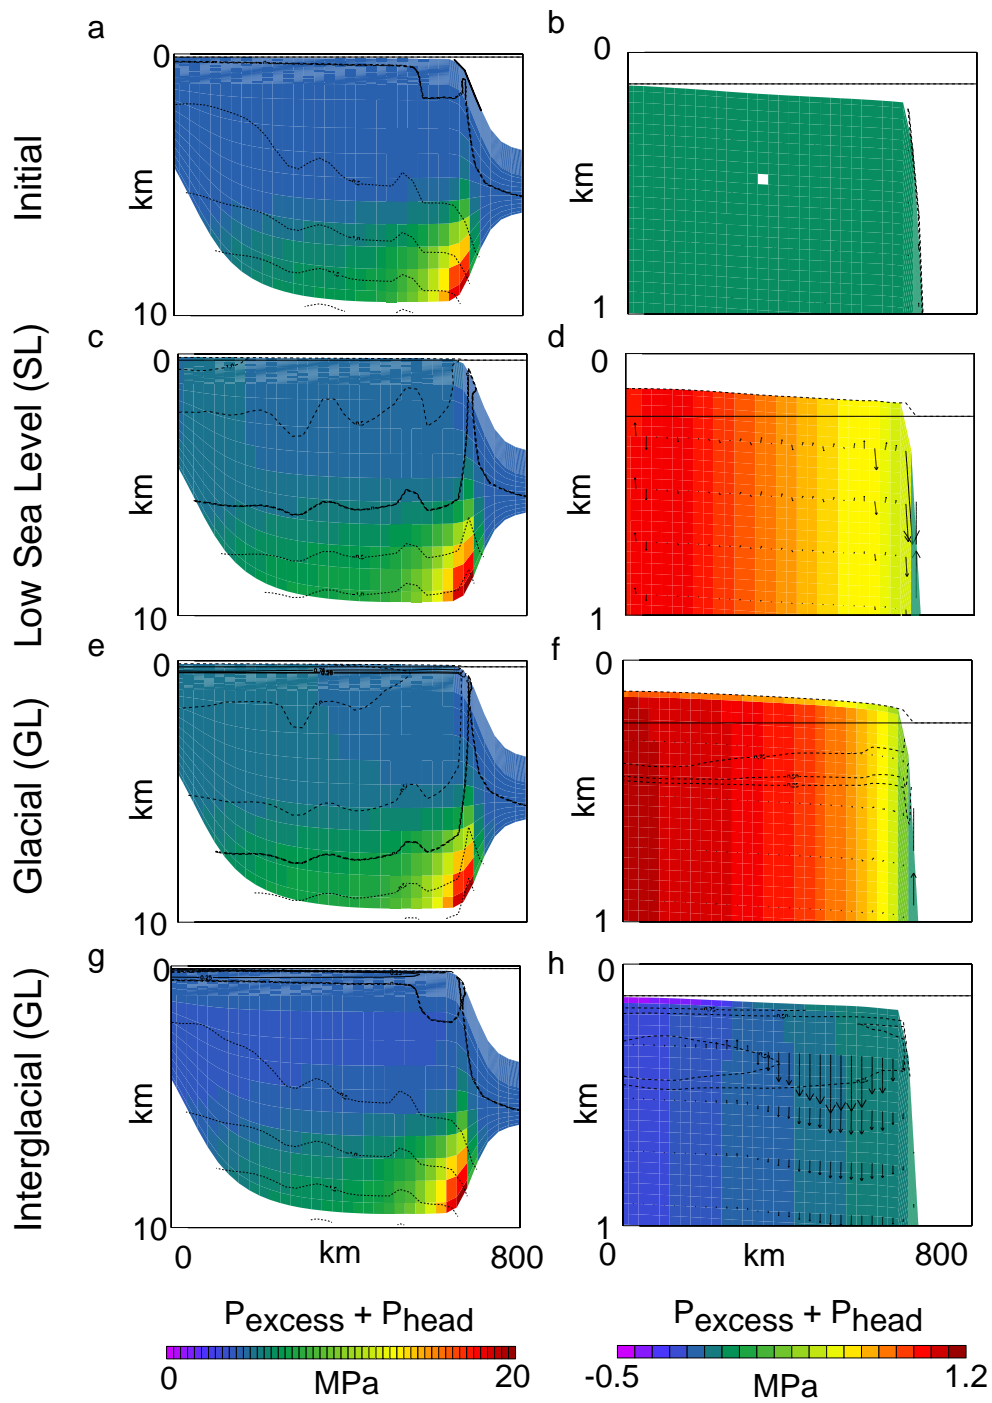 a
b
0
0
Initial
km
km
10
1
c
d
0
0
Low Sea Level (SL)
km
km
10
1
e
f
0
0
Glacial (GL)
km
km
10
1
g
h
0
0
Interglacial (GL)
km
km
10
1
0 km 800
0 km 800
Pexcess + Phead
Pexcess + Phead
0 MPa 20
-0.5 MPa 1.2